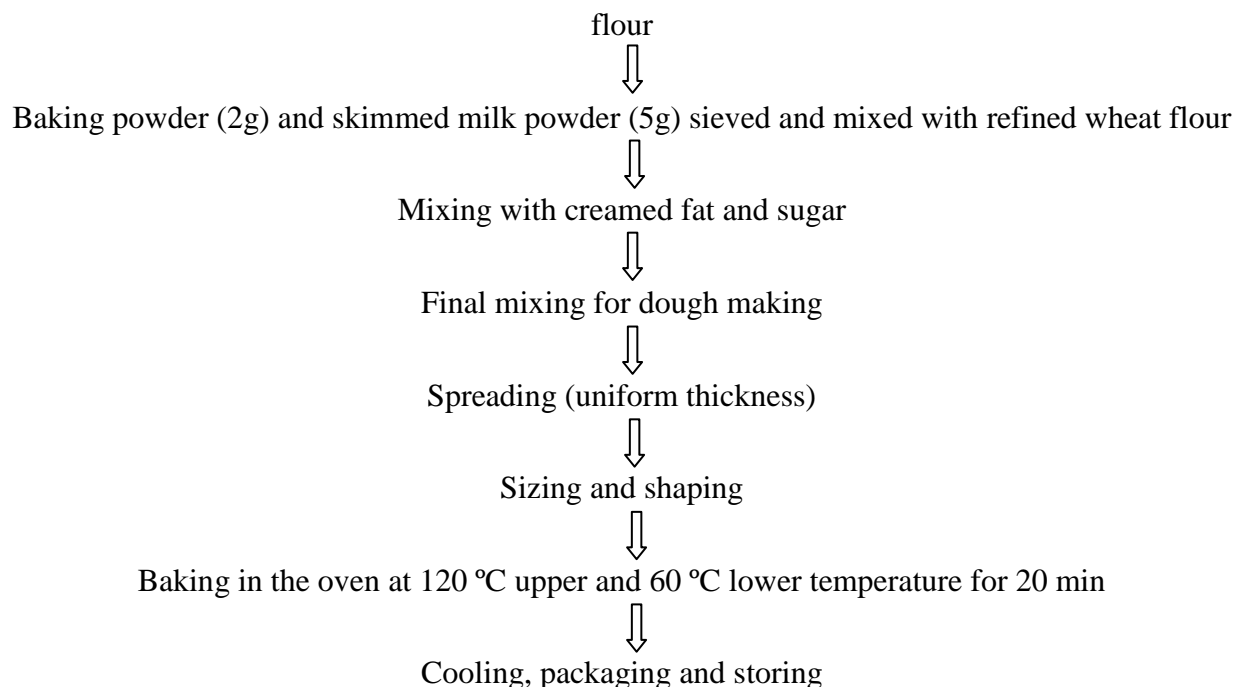 flour
Baking powder (2g) and skimmed milk powder (5g) sieved and mixed with refined wheat flour
Mixing with creamed fat and sugar
Final mixing for dough making
Spreading (uniform thickness)
Sizing and shaping
Baking in the oven at 120 ºC upper and 60 ºC lower temperature for 20 min
Cooling, packaging and storing